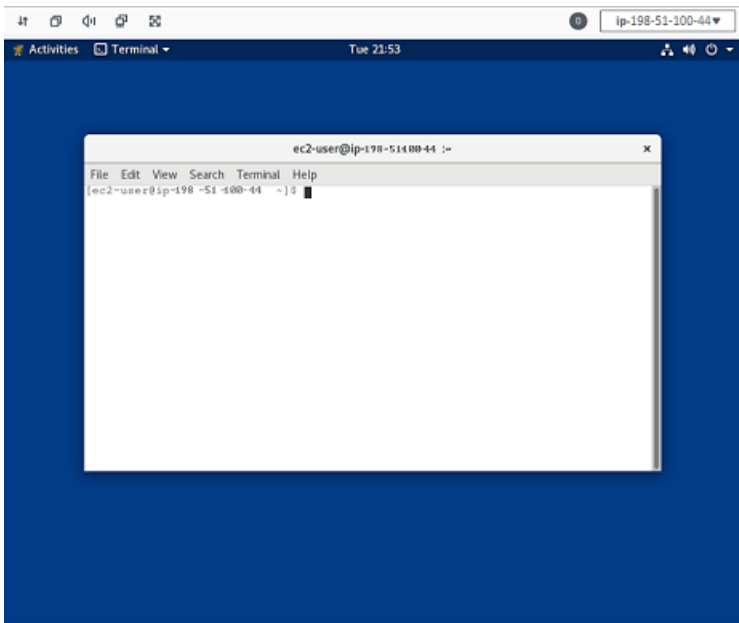 0 ip-198-51-100-44▼
Activities Terminal ▾ Tue 21:53
ec2-user@ip-198-51-100-44 :~ ×
File Edit View Search Terminal Help
[ec2-user@ip-198 -51 -100-44 ~]$